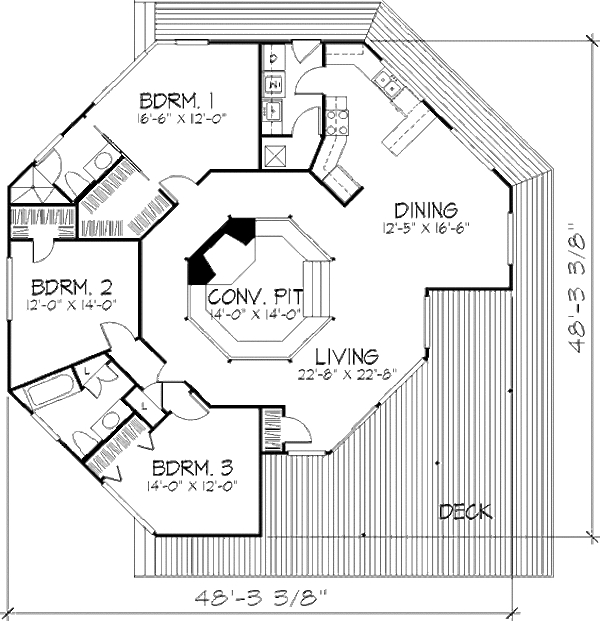 BDRM. 1
16'-6" X 12'-0"
W
DINING
12'-5" X 16'-6"
BDRM. 2
12'-0" X 14'-0"
CONV. PIT
14'-0" X 14'-0"
48'-3 3/8"
LIVING
22'-8" X 22'-8"
L
L
BDRM. 3
14'-0" X 12'-0"
DECK
48'-3 3/8"